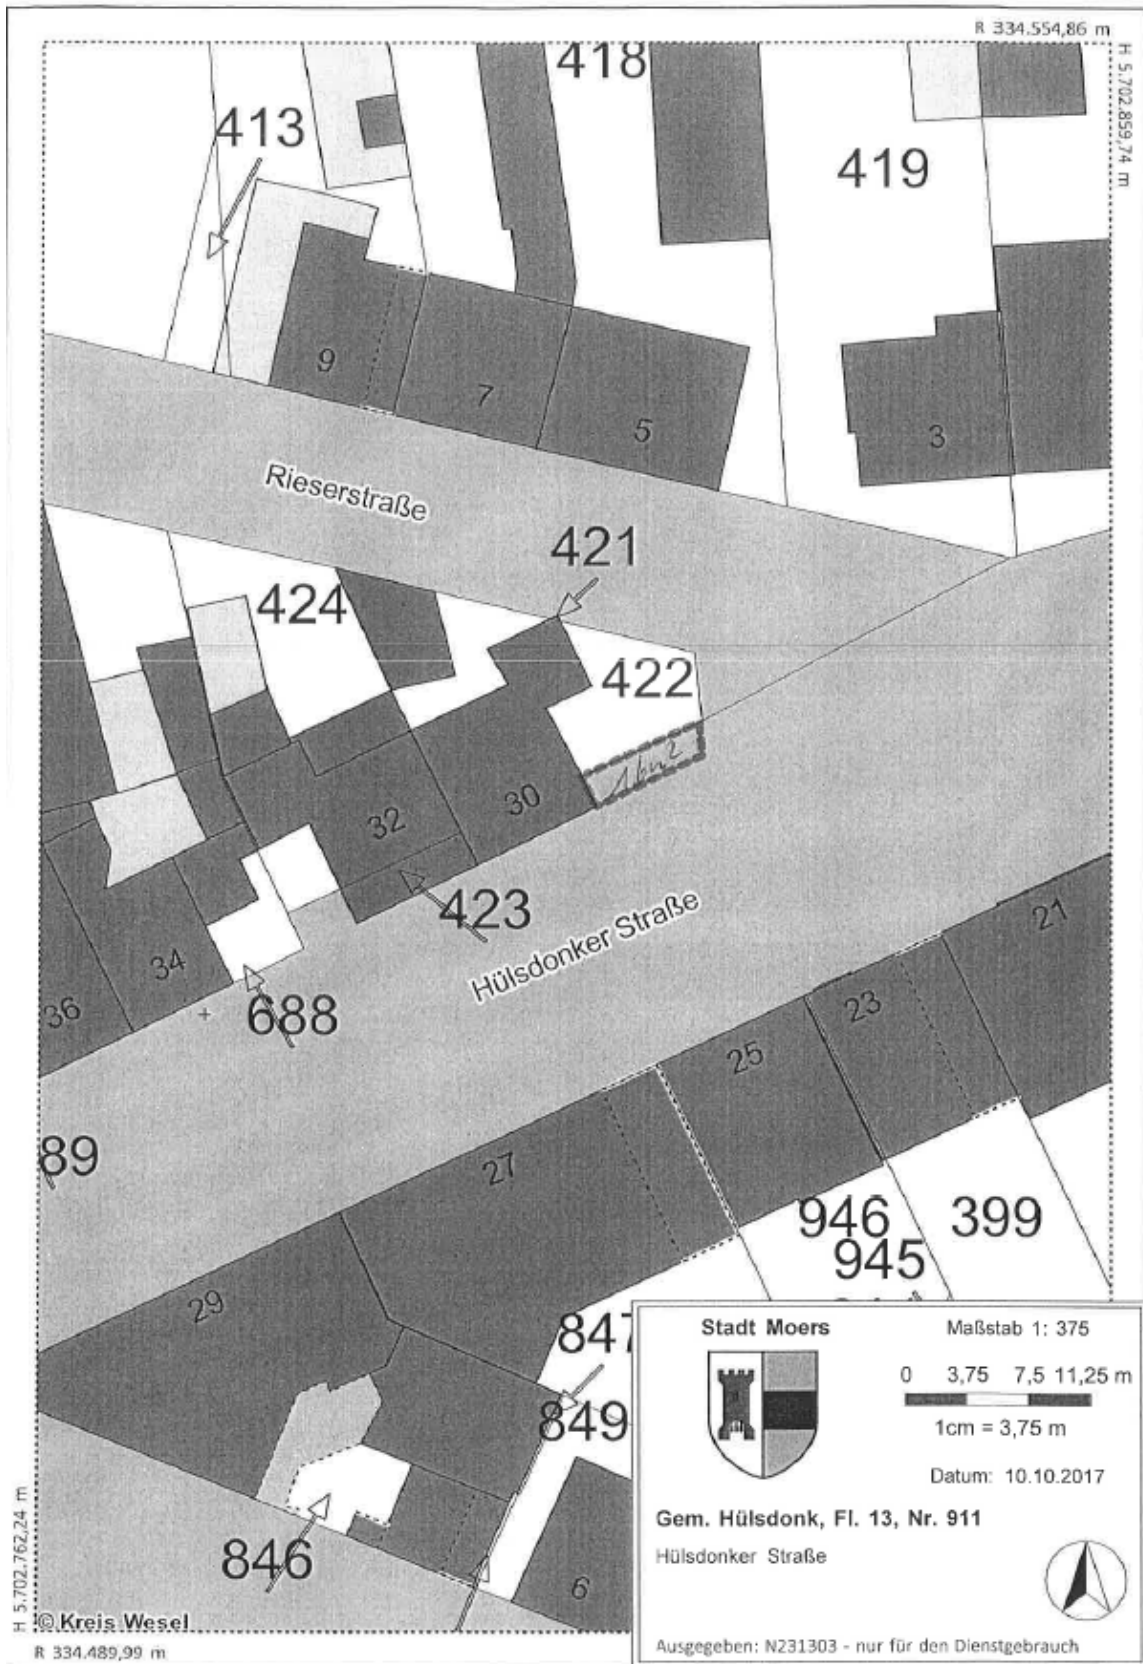 R 334.554,86 m
H 5.702.859,74 m
418
413
419
9
7
5
3
Rieserstraße
421
424
422
16m²
30
32
423
Hülsdonker Straße
21
34
23
36
688
25
89
27
946
399
945
29
847
849
846
6
Stadt Moers
Maßstab 1: 375
0 3,75 7,5 11,25 m
1cm = 3,75 m
Datum: 10.10.2017
Gem. Hülsdonk, Fl. 13, Nr. 911
Hülsdonker Straße
Ausgegeben: N231303 - nur für den Dienstgebrauch
H 5.702.762,24 m
© Kreis Wesel
R 334.489,99 m